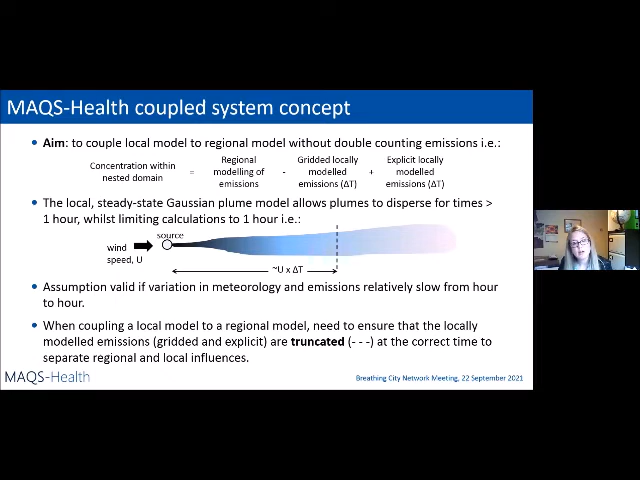 MAQS-Health coupled system concept
• Aim: to couple local model to regional model without double counting emissions i.e.:
Concentration within nested domain = Regional modelling of emissions - Gridded locally modelled emissions (ΔT) + Explicit locally modelled emissions (ΔT)
• The local, steady-state Gaussian plume model allows plumes to disperse for times >
1 hour, whilst limiting calculations to 1 hour i.e.:
source
wind
speed, U
~U x ΔT
• Assumption valid if variation in meteorology and emissions relatively slow from hour
to hour.
• When coupling a local model to a regional model, need to ensure that the locally
modelled emissions (gridded and explicit) are truncated (- - -) at the correct time to
separate regional and local influences.
MAQS-Health
Breathing City Network Meeting, 22 September 2021